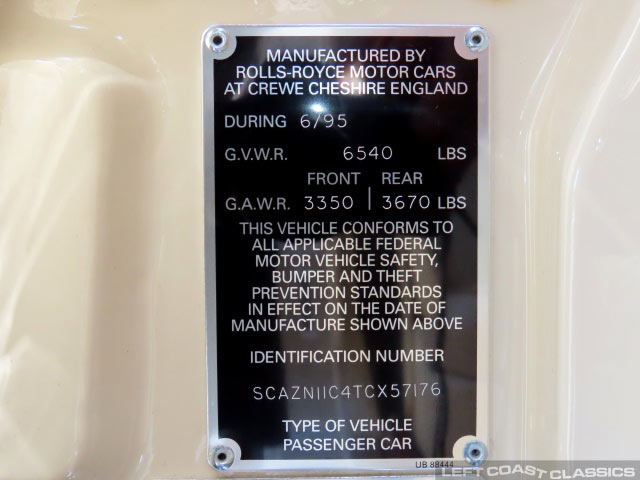 MANUFACTURED BY
ROLLS-ROYCE MOTOR CARS
AT CREWE CHESHIRE ENGLAND
DURING 6/95
G.V.W.R. 6540 LBS
FRONT REAR
G.A.W.R. 3350 | 3670 LBS
THIS VEHICLE CONFORMS TO
ALL APPLICABLE FEDERAL
MOTOR VEHICLE SAFETY,
BUMPER AND THEFT
PREVENTION STANDARDS
IN EFFECT ON THE DATE OF
MANUFACTURE SHOWN ABOVE
IDENTIFICATION NUMBER
SCAZN11C4TCX57176
TYPE OF VEHICLE
PASSENGER CAR
UB 88444
LEFT COAST CLASSICS